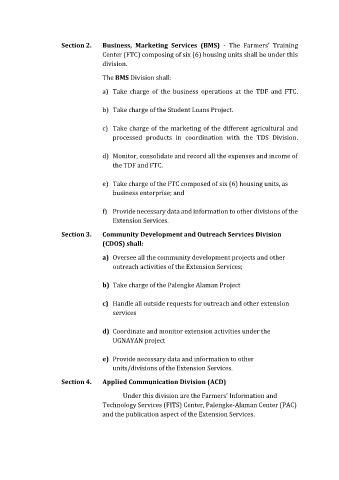 Section 2. Business, Marketing Services (BMS) - The Farmers' Training
Center (FTC) composing of six (6) housing units shall be under this
division.
The BMS Division shall:
a) Take charge of the business operations at the TDF and FTC.
b) Take charge of the Student Loans Project.
c) Take charge of the marketing of the different agricultural and
processed products in coordination with the TDS Division.
d) Monitor, consolidate and record all the expenses and income of
the TDF and FTC.
e) Take charge of the FTC composed of six (6) housing units, as
business enterprise; and
f) Provide necessary data and information to other divisions of the
Extension Services.
Section 3. Community Development and Outreach Services Division
(CDOS) shall:
a) Oversee all the community development projects and other
outreach activities of the Extension Services;
b) Take charge of the Palengke Alaman Project
c) Handle all outside requests for outreach and other extension
services
d) Coordinate and monitor extension activities under the
UGNAYAN project
e) Provide necessary data and information to other
units/divisions of the Extension Services.
Section 4. Applied Communication Division (ACD)
Under this division are the Farmers' Information and
Technology Services (FITS) Center, Palengke-Alaman Center (PAC)
and the publication aspect of the Extension Services.